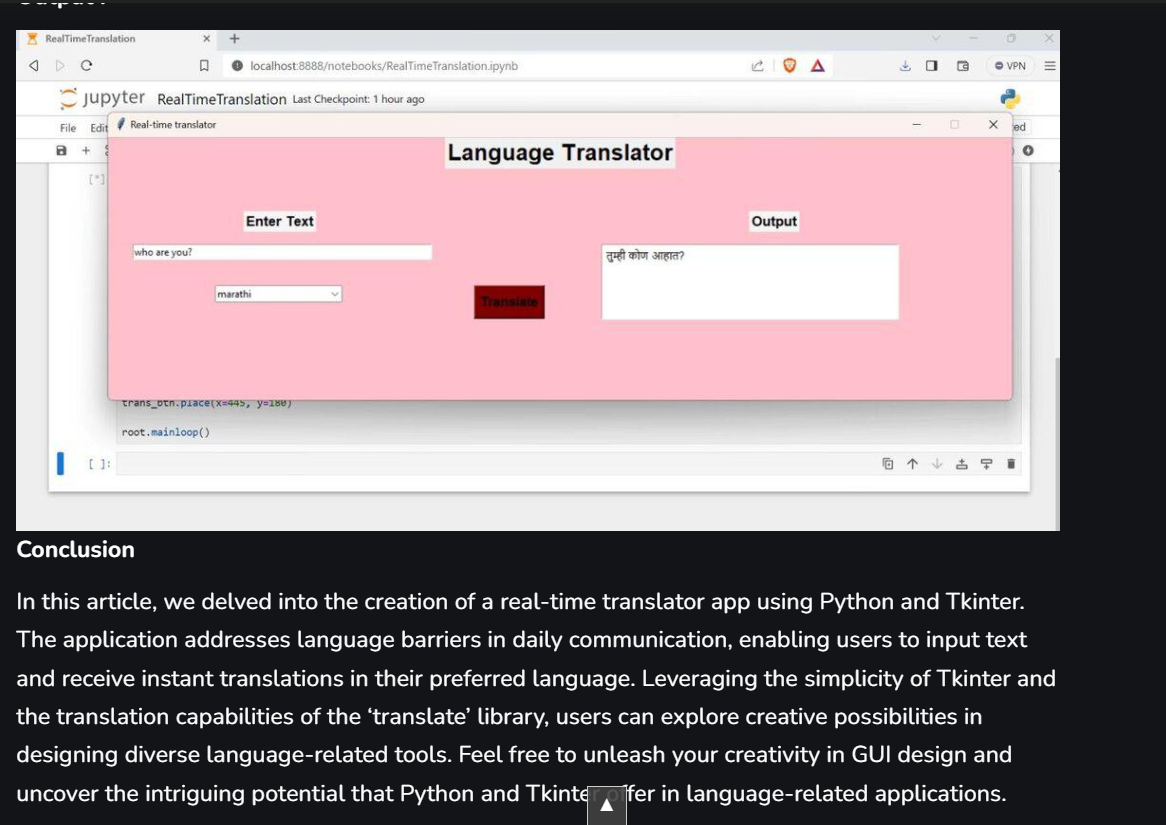 RealTimeTranslation
localhost:8888/notebooks/RealTimeTranslation.ipynb
VPN
jupyter RealTimeTranslation Last Checkpoint: 1 hour ago
File Edit
Real-time translator
ed
Language Translator
[*]
Enter Text
Output
who are you?
तुम्ही कोण आहात?
marathi
Translate
trans_btn.place(x=445, y=180)
root.mainloop()
[ ]:
Conclusion
In this article, we delved into the creation of a real-time translator app using Python and Tkinter.
The application addresses language barriers in daily communication, enabling users to input text
and receive instant translations in their preferred language. Leveraging the simplicity of Tkinter and
the translation capabilities of the ‘translate’ library, users can explore creative possibilities in
designing diverse language-related tools. Feel free to unleash your creativity in GUI design and
uncover the intriguing potential that Python and Tkinter offer in language-related applications.